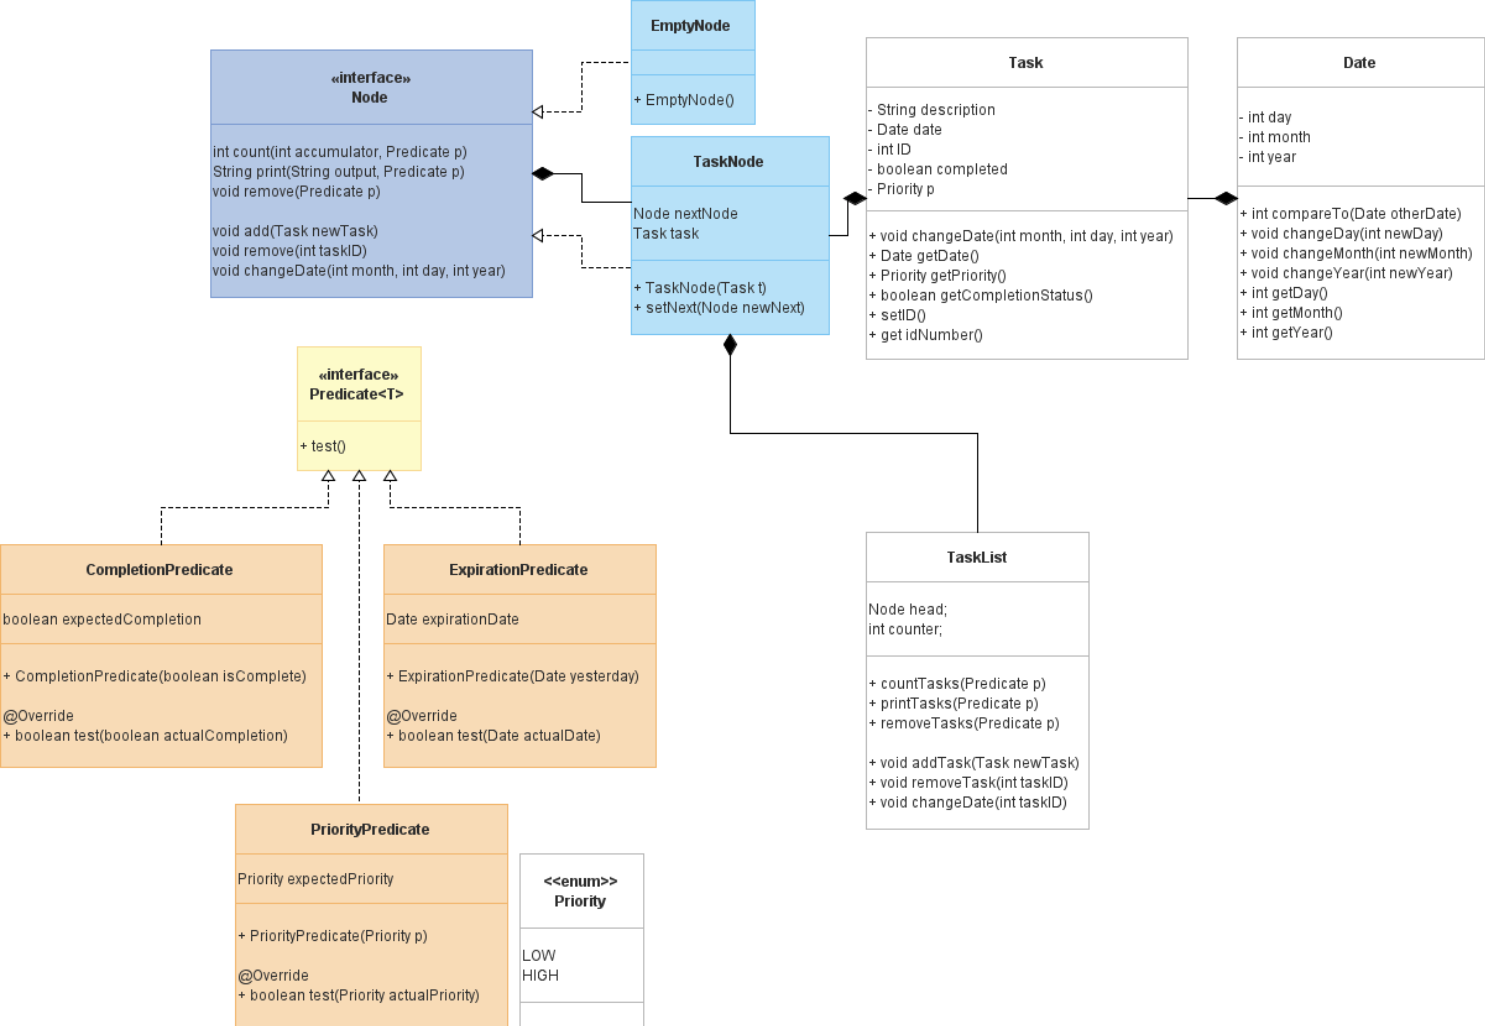 EmptyNode
+ EmptyNode()
«interface»
Node
int count(int accumulator, Predicate p)
String print(String output, Predicate p)
void remove(Predicate p)
void add(Task newTask)
void remove(int taskID)
void changeDate(int month, int day, int year)
TaskNode
Node nextNode
Task task
+ TaskNode(Task t)
+ setNext(Node newNext)
Task
- String description
- Date date
- int ID
- boolean completed
- Priority p
+ void changeDate(int month, int day, int year)
+ Date getDate()
+ Priority getPriority()
+ boolean getCompletionStatus()
+ setID()
+ get idNumber()
Date
- int day
- int month
- int year
+ int compareTo(Date otherDate)
+ void changeDay(int newDay)
+ void changeMonth(int newMonth)
+ void changeYear(int newYear)
+ int getDay()
+ int getMonth()
+ int getYear()
«interface»
Predicate<T>
+ test()
CompletionPredicate
boolean expectedCompletion
+ CompletionPredicate(boolean isComplete)
@Override
+ boolean test(boolean actualCompletion)
ExpirationPredicate
Date expirationDate
+ ExpirationPredicate(Date yesterday)
@Override
+ boolean test(Date actualDate)
TaskList
Node head;
int counter;
+ countTasks(Predicate p)
+ printTasks(Predicate p)
+ removeTasks(Predicate p)
+ void addTask(Task newTask)
+ void removeTask(int taskID)
+ void changeDate(int taskID)
PriorityPredicate
Priority expectedPriority
+ PriorityPredicate(Priority p)
@Override
+ boolean test(Priority actualPriority)
<<enum>>
Priority
LOW
HIGH